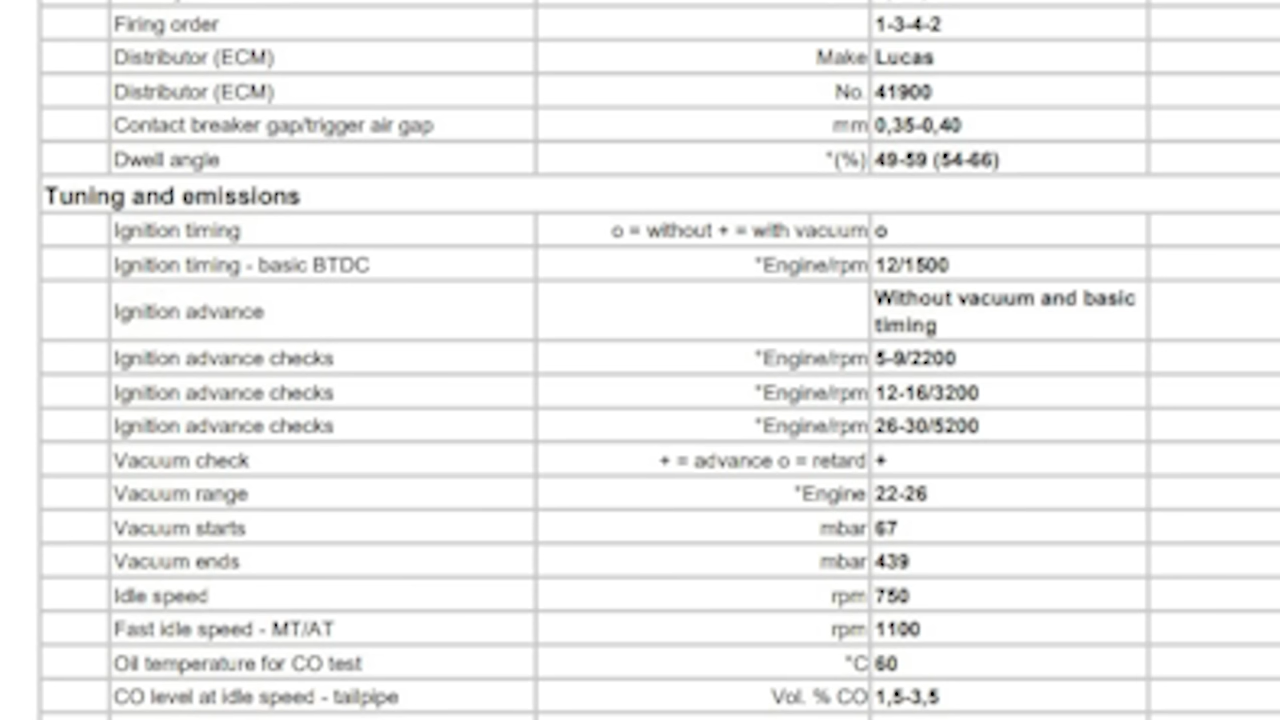 Firing order 1-3-4-2
Distributor (ECM) Make Lucas
Distributor (ECM) No. 41900
Contact breaker gap/trigger air gap mm 0,35-0,40
Dwell angle °(%) 49-59 (54-66)
Tuning and emissions
Ignition timing o = without + = with vacuum o
Ignition timing - basic BTDC °Engine/rpm 12/1500
Ignition advance Without vacuum and basic
timing
Ignition advance checks °Engine/rpm 5-9/2200
Ignition advance checks °Engine/rpm 12-16/3200
Ignition advance checks °Engine/rpm 26-30/5200
Vacuum check + = advance o = retard +
Vacuum range °Engine 22-26
Vacuum starts mbar 67
Vacuum ends mbar 439
Idle speed rpm 750
Fast idle speed - MT/AT rpm 1100
Oil temperature for CO test °C 60
CO level at idle speed - tailpipe Vol. % CO 1,5-3,5